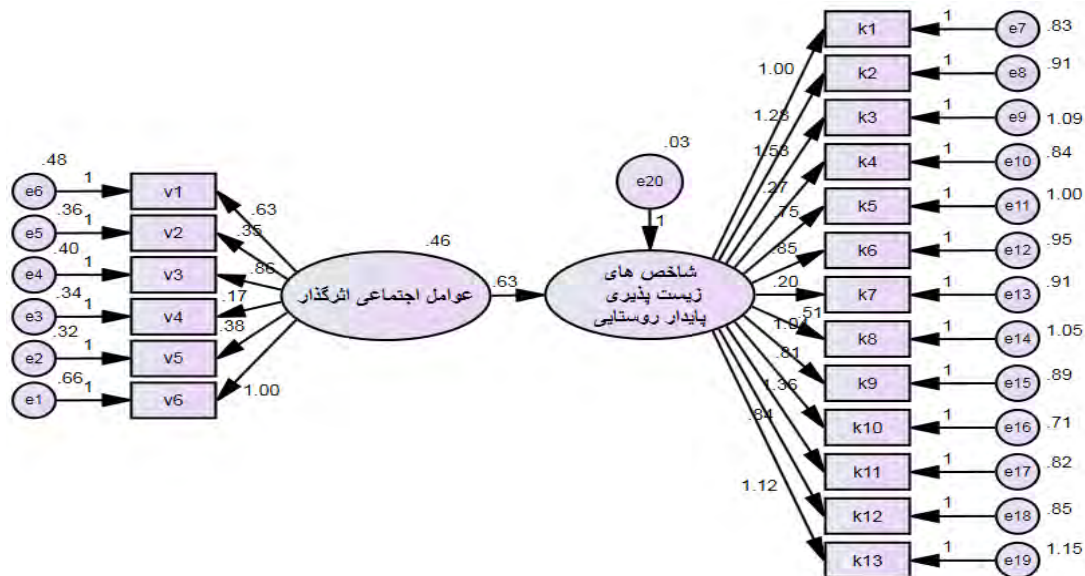 k1
1
e7
.83
1.00
k2
1
e8
.91
1.28
k3
1
e9
1.09
1.53
k4
1
e10
.84
.27
k5
1
e11
1.00
.75
k6
1
e12
.95
.85
k7
1
e13
.91
.20
k8
1
e14
1.05
.51
k9
1
e15
.89
1.04
k10
1
e16
.71
.81
k11
1
e17
.82
1.36
k12
1
e18
.85
.84
k13
1
e19
1.15
1.12
.03
e20
1
شاخص های
زیست پذیری
پایدار روستایی
.63
.46
عوامل اجتماعی اثرگذار
.48
e6
1
v1
.63
.36
e5
1
v2
.35
.40
e4
1
v3
.86
.34
e3
1
v4
.17
.32
e2
1
v5
.38
.66
e1
1
v6
1.00